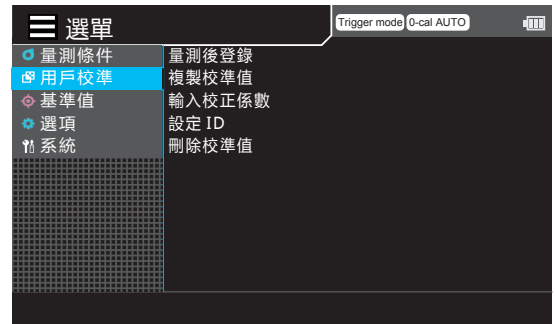 選單
Trigger mode 0-cal AUTO
量測條件
用戶校準
基準值
選項
系統
量測後登錄
複製校準值
輸入校正係數
設定 ID
刪除校準值